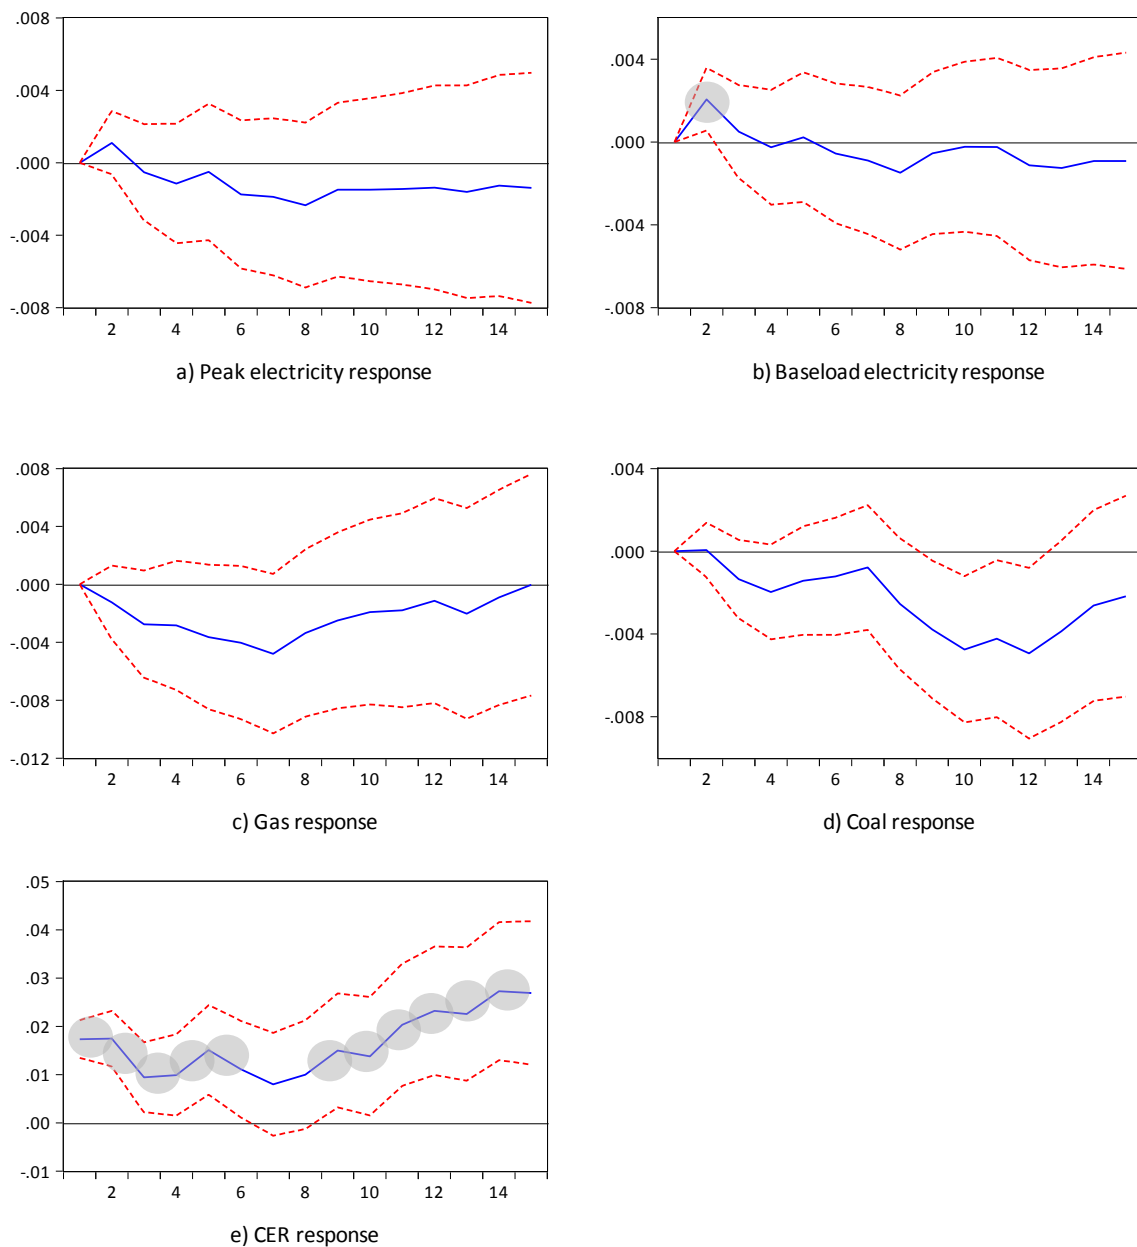 .008
.004
.000
-.004
-.008
2 4 6 8 10 12 14
a) Peak electricity response
.004
.000
-.004
-.008
2 4 6 8 10 12 14
b) Baseload electricity response
.008
.004
.000
-.004
-.008
-.012
2 4 6 8 10 12 14
c) Gas response
.004
.000
-.004
-.008
2 4 6 8 10 12 14
d) Coal response
.05
.04
.03
.02
.01
.00
-.01
2 4 6 8 10 12 14
e) CER response